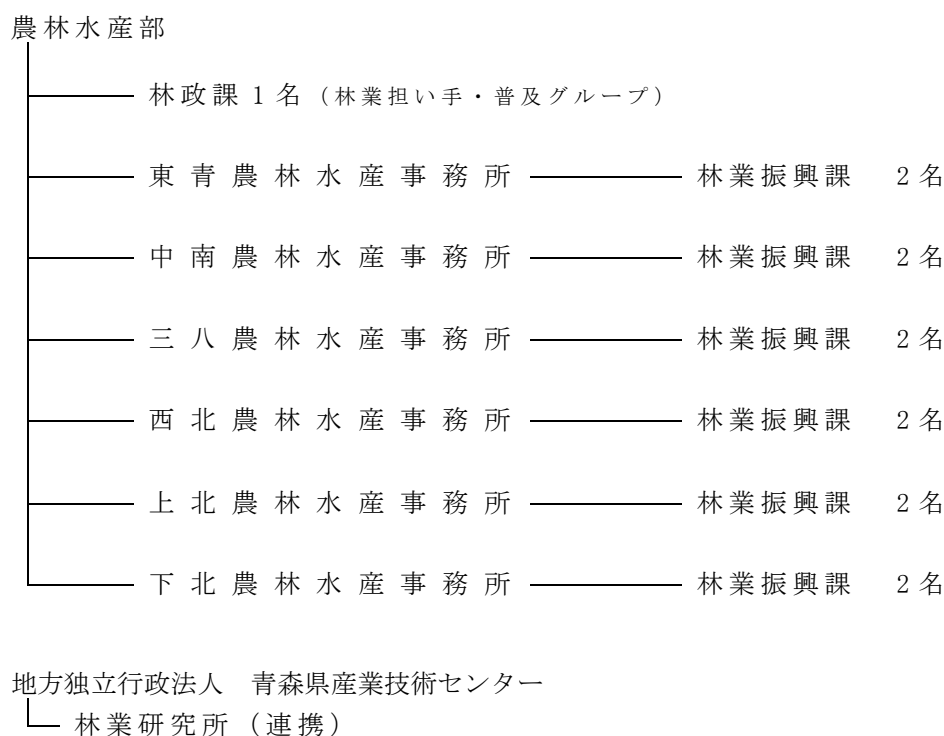 農林水産部
林政課1名（林業担い手・普及グループ）
東青農林水産事務所 林業振興課 2名
中南農林水産事務所 林業振興課 2名
三八農林水産事務所 林業振興課 2名
西北農林水産事務所 林業振興課 2名
上北農林水産事務所 林業振興課 2名
下北農林水産事務所 林業振興課 2名
地方独立行政法人　青森県産業技術センター
林業研究所（連携）